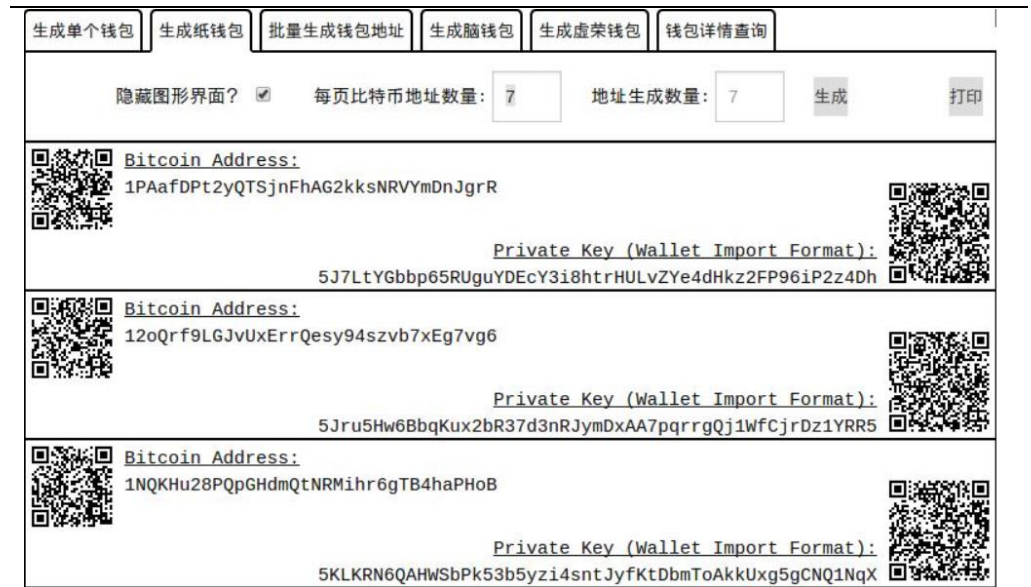 生成单个钱包 生成纸钱包 批量生成钱包地址 生成脑钱包 生成虚荣钱包 钱包详情查询
隐藏图形界面? 每页比特币地址数量: 7 地址生成数量: 7 生成 打印
Bitcoin Address:
1PAafDPt2yQTSjnFhAG2kksNRVYmDnJgrR
Private Key (Wallet Import Format):
5J7LtYGbbp65RUguYDEcY3i8htrHULvZYe4dHkz2FP96iP2z4Dh
Bitcoin Address:
12oQrf9LGJvUxErrQesy94szvb7xEg7vg6
Private Key (Wallet Import Format):
5Jru5Hw6BbqKux2bR37d3nRJymDxAA7pqrrgQj1WfCjrDz1YRR5
Bitcoin Address:
1NQKHu28PQpGHdmQtNRMihr6gTB4haPHoB
Private Key (Wallet Import Format):
5KLKRN6QAHWSbPk53b5yzi4sntJyfKtDbmToAkkUxg5gCNQ1NqX